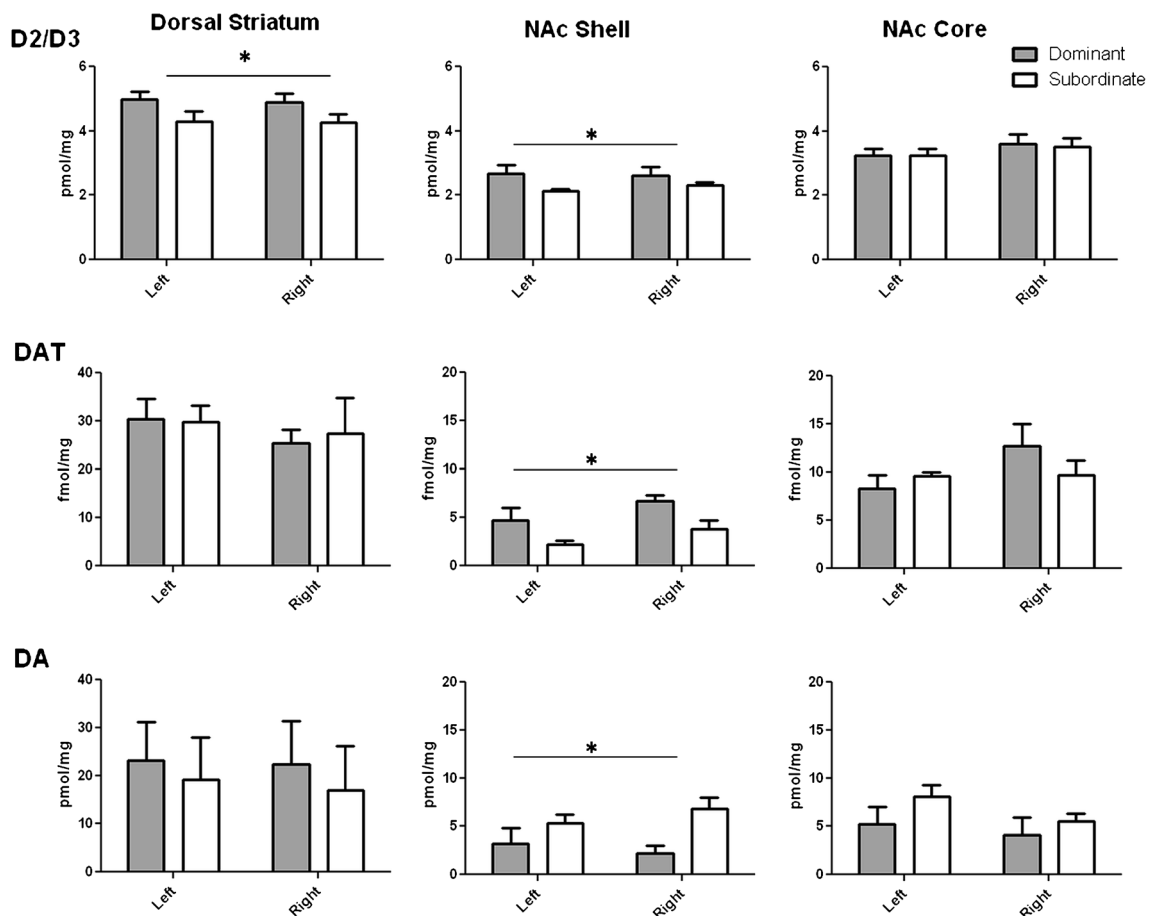 D2/D3
Dorsal Striatum
NAc Shell
NAc Core
Dominant
Subordinate
*
6
4
2
0
pmol/mg
Left
Right
*
6
4
2
0
pmol/mg
Left
Right
6
4
2
0
pmol/mg
Left
Right
DAT
40
30
20
10
0
fmol/mg
Left
Right
*
20
15
10
5
0
fmol/mg
Left
Right
20
15
10
5
0
fmol/mg
Left
Right
DA
40
30
20
10
0
pmol/mg
Left
Right
*
20
15
10
5
0
pmol/mg
Left
Right
20
15
10
5
0
pmol/mg
Left
Right